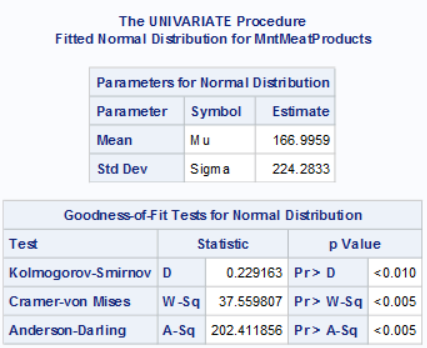 The UNIVARIATE Procedure
Fitted Normal Distribution for MntMeatProducts
Parameters for Normal Distribution
Parameter Symbol Estimate
Mean Mu 166.9959
Std Dev Sigma 224.2833
Goodness-of-Fit Tests for Normal Distribution
Test Statistic p Value
Kolmogorov-Smirnov D 0.229163 Pr > D <0.010
Cramer-von Mises W-Sq 37.559807 Pr > W-Sq <0.005
Anderson-Darling A-Sq 202.411856 Pr > A-Sq <0.005